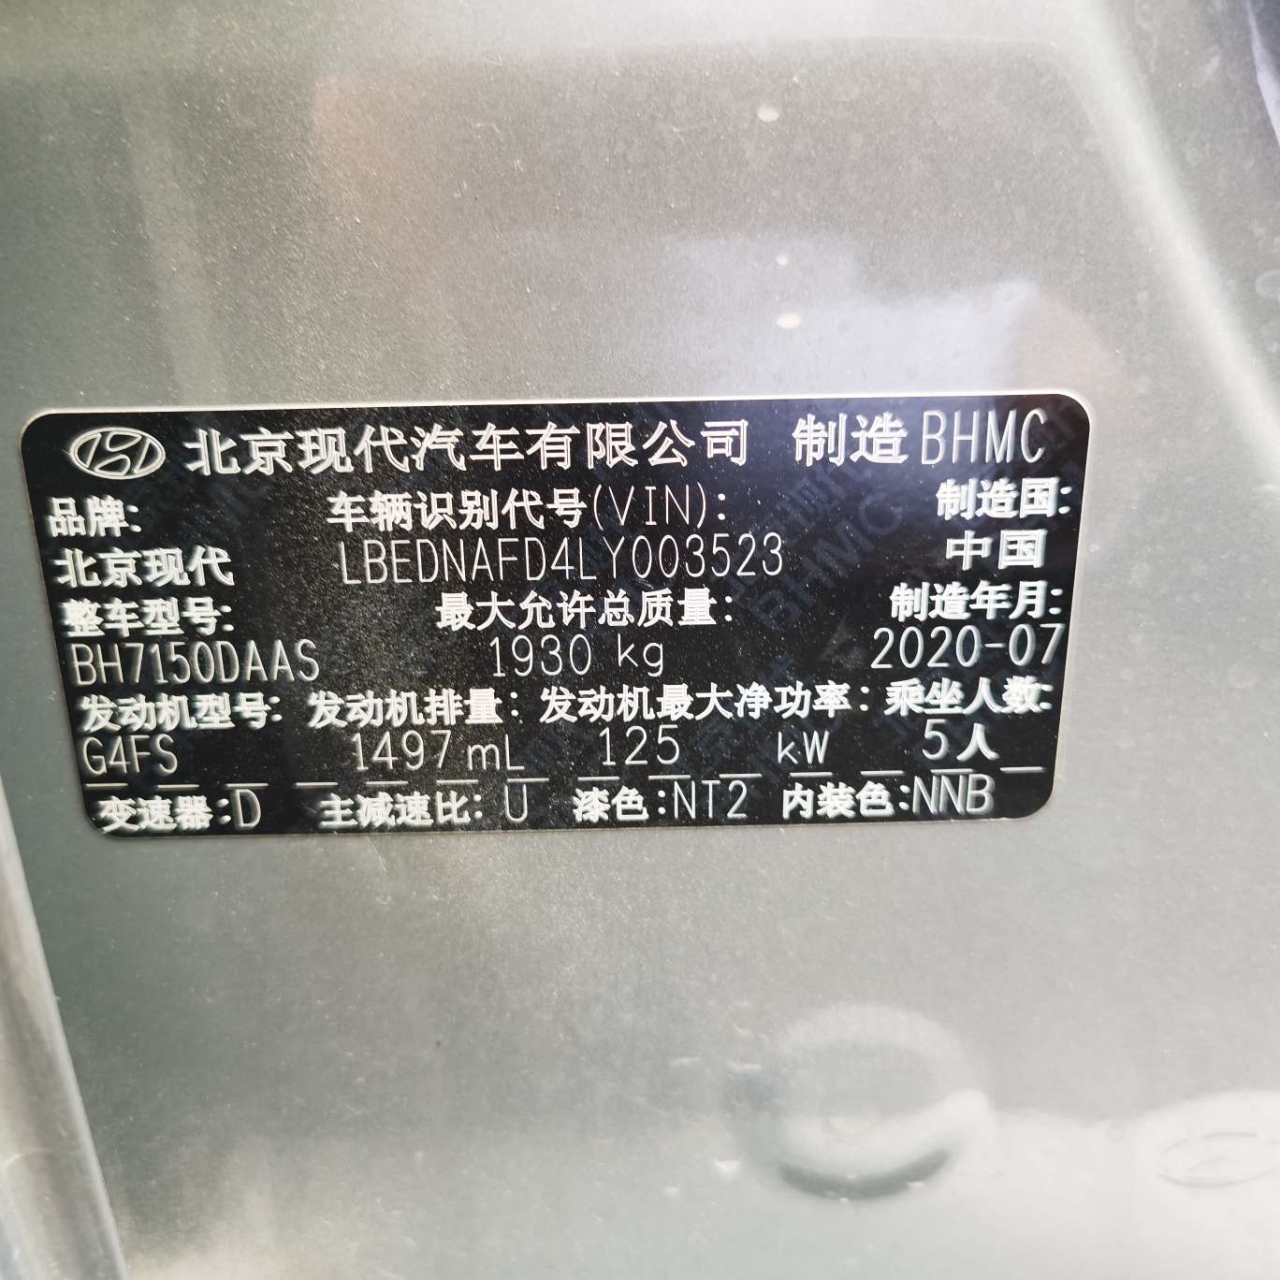 北京现代汽车有限公司 制造 BHMC
品牌: 车辆识别代号(VIN): 制造国:
北京现代 LBEDNAFD4LY003523 中国
整车型号: 最大允许总质量: 制造年月:
BH7150DAAS 1930 kg 2020-07
发动机型号: 发动机排量: 发动机最大净功率: 乘坐人数:
G4FS 1497 mL 125 kW 5人
变速器:D 主减速比: U 漆色:NT2 内装色:NNB